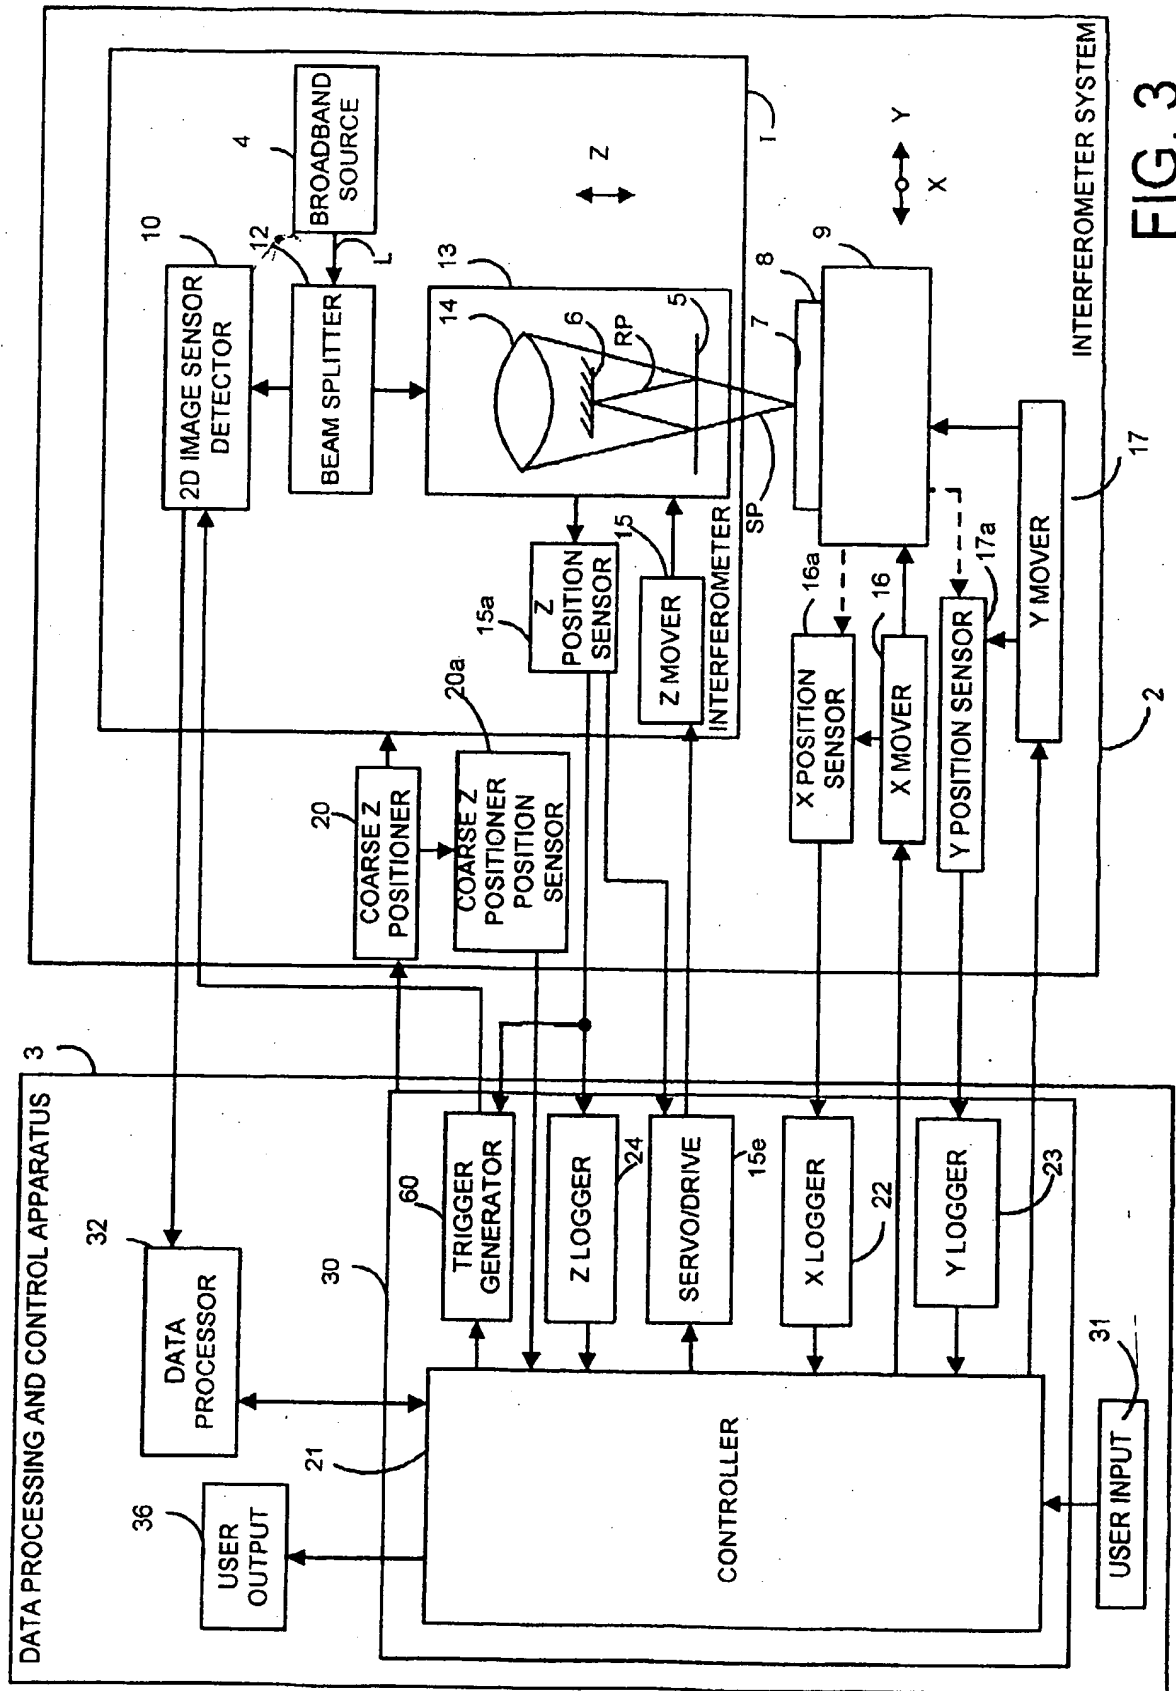 DATA PROCESSING AND CONTROL APPARATUS
3
32
DATA
PROCESSOR
36
USER
OUTPUT
21
30
CONTROLLER
60
TRIGGER
GENERATOR
Z LOGGER
24
SERVO/DRIVE
15e
X LOGGER
22
Y LOGGER
23
31
USER INPUT
10
2D IMAGE SENSOR
DETECTOR
12
BEAM SPLITTER
4
BROADBAND
SOURCE
L
13
14
6
RP
5
Z
I
15a
Z
POSITION
SENSOR
15
Z MOVER
INTERFEROMETER
20
COARSE Z
POSITIONER
20a
COARSE Z
POSITIONER
POSITION
SENSOR
SP
7
8
9
Y
X
16a
X POSITION
SENSOR
16
X MOVER
17a
Y POSITION SENSOR
Y MOVER
17
2
INTERFEROMETER SYSTEM
FIG. 3